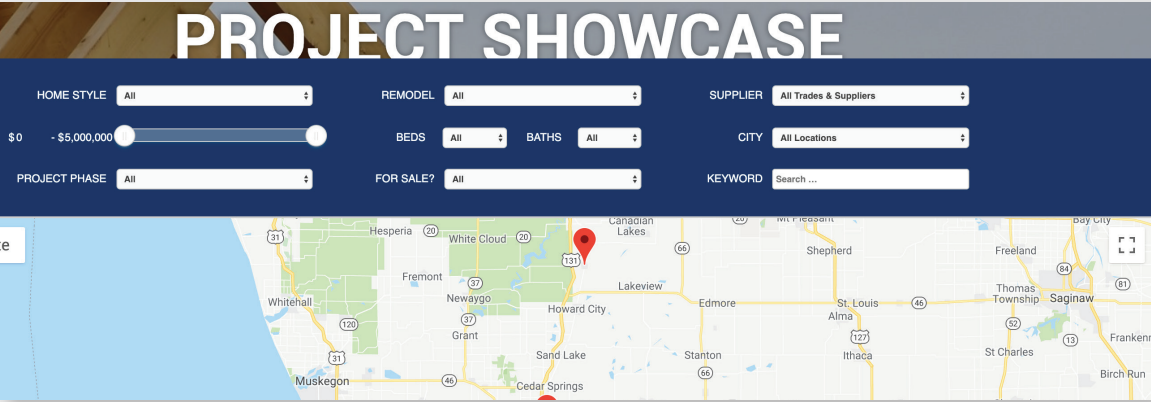 PROJECT SHOWCASE
HOME STYLE All REMODEL All SUPPLIER All Trades & Suppliers
$0 - $5,000,000 BEDS All BATHS All CITY All Locations
PROJECT PHASE All FOR SALE? All KEYWORD Search ...
Canadian
Lakes
20
Mt Pleasant
Bay City
31
Hesperia
20
White Cloud
20
66
Shepherd
Freeland
131
84
Fremont
37
Lakeview
Thomas
Township
Saginaw
81
Whitehall
Newaygo
Howard City
Edmore
St. Louis
46
Alma
120
37
Grant
52
127
13
31
Sand Lake
Stanton
Ithaca
St Charles
66
Birch Run
Muskegon
46
Cedar Springs